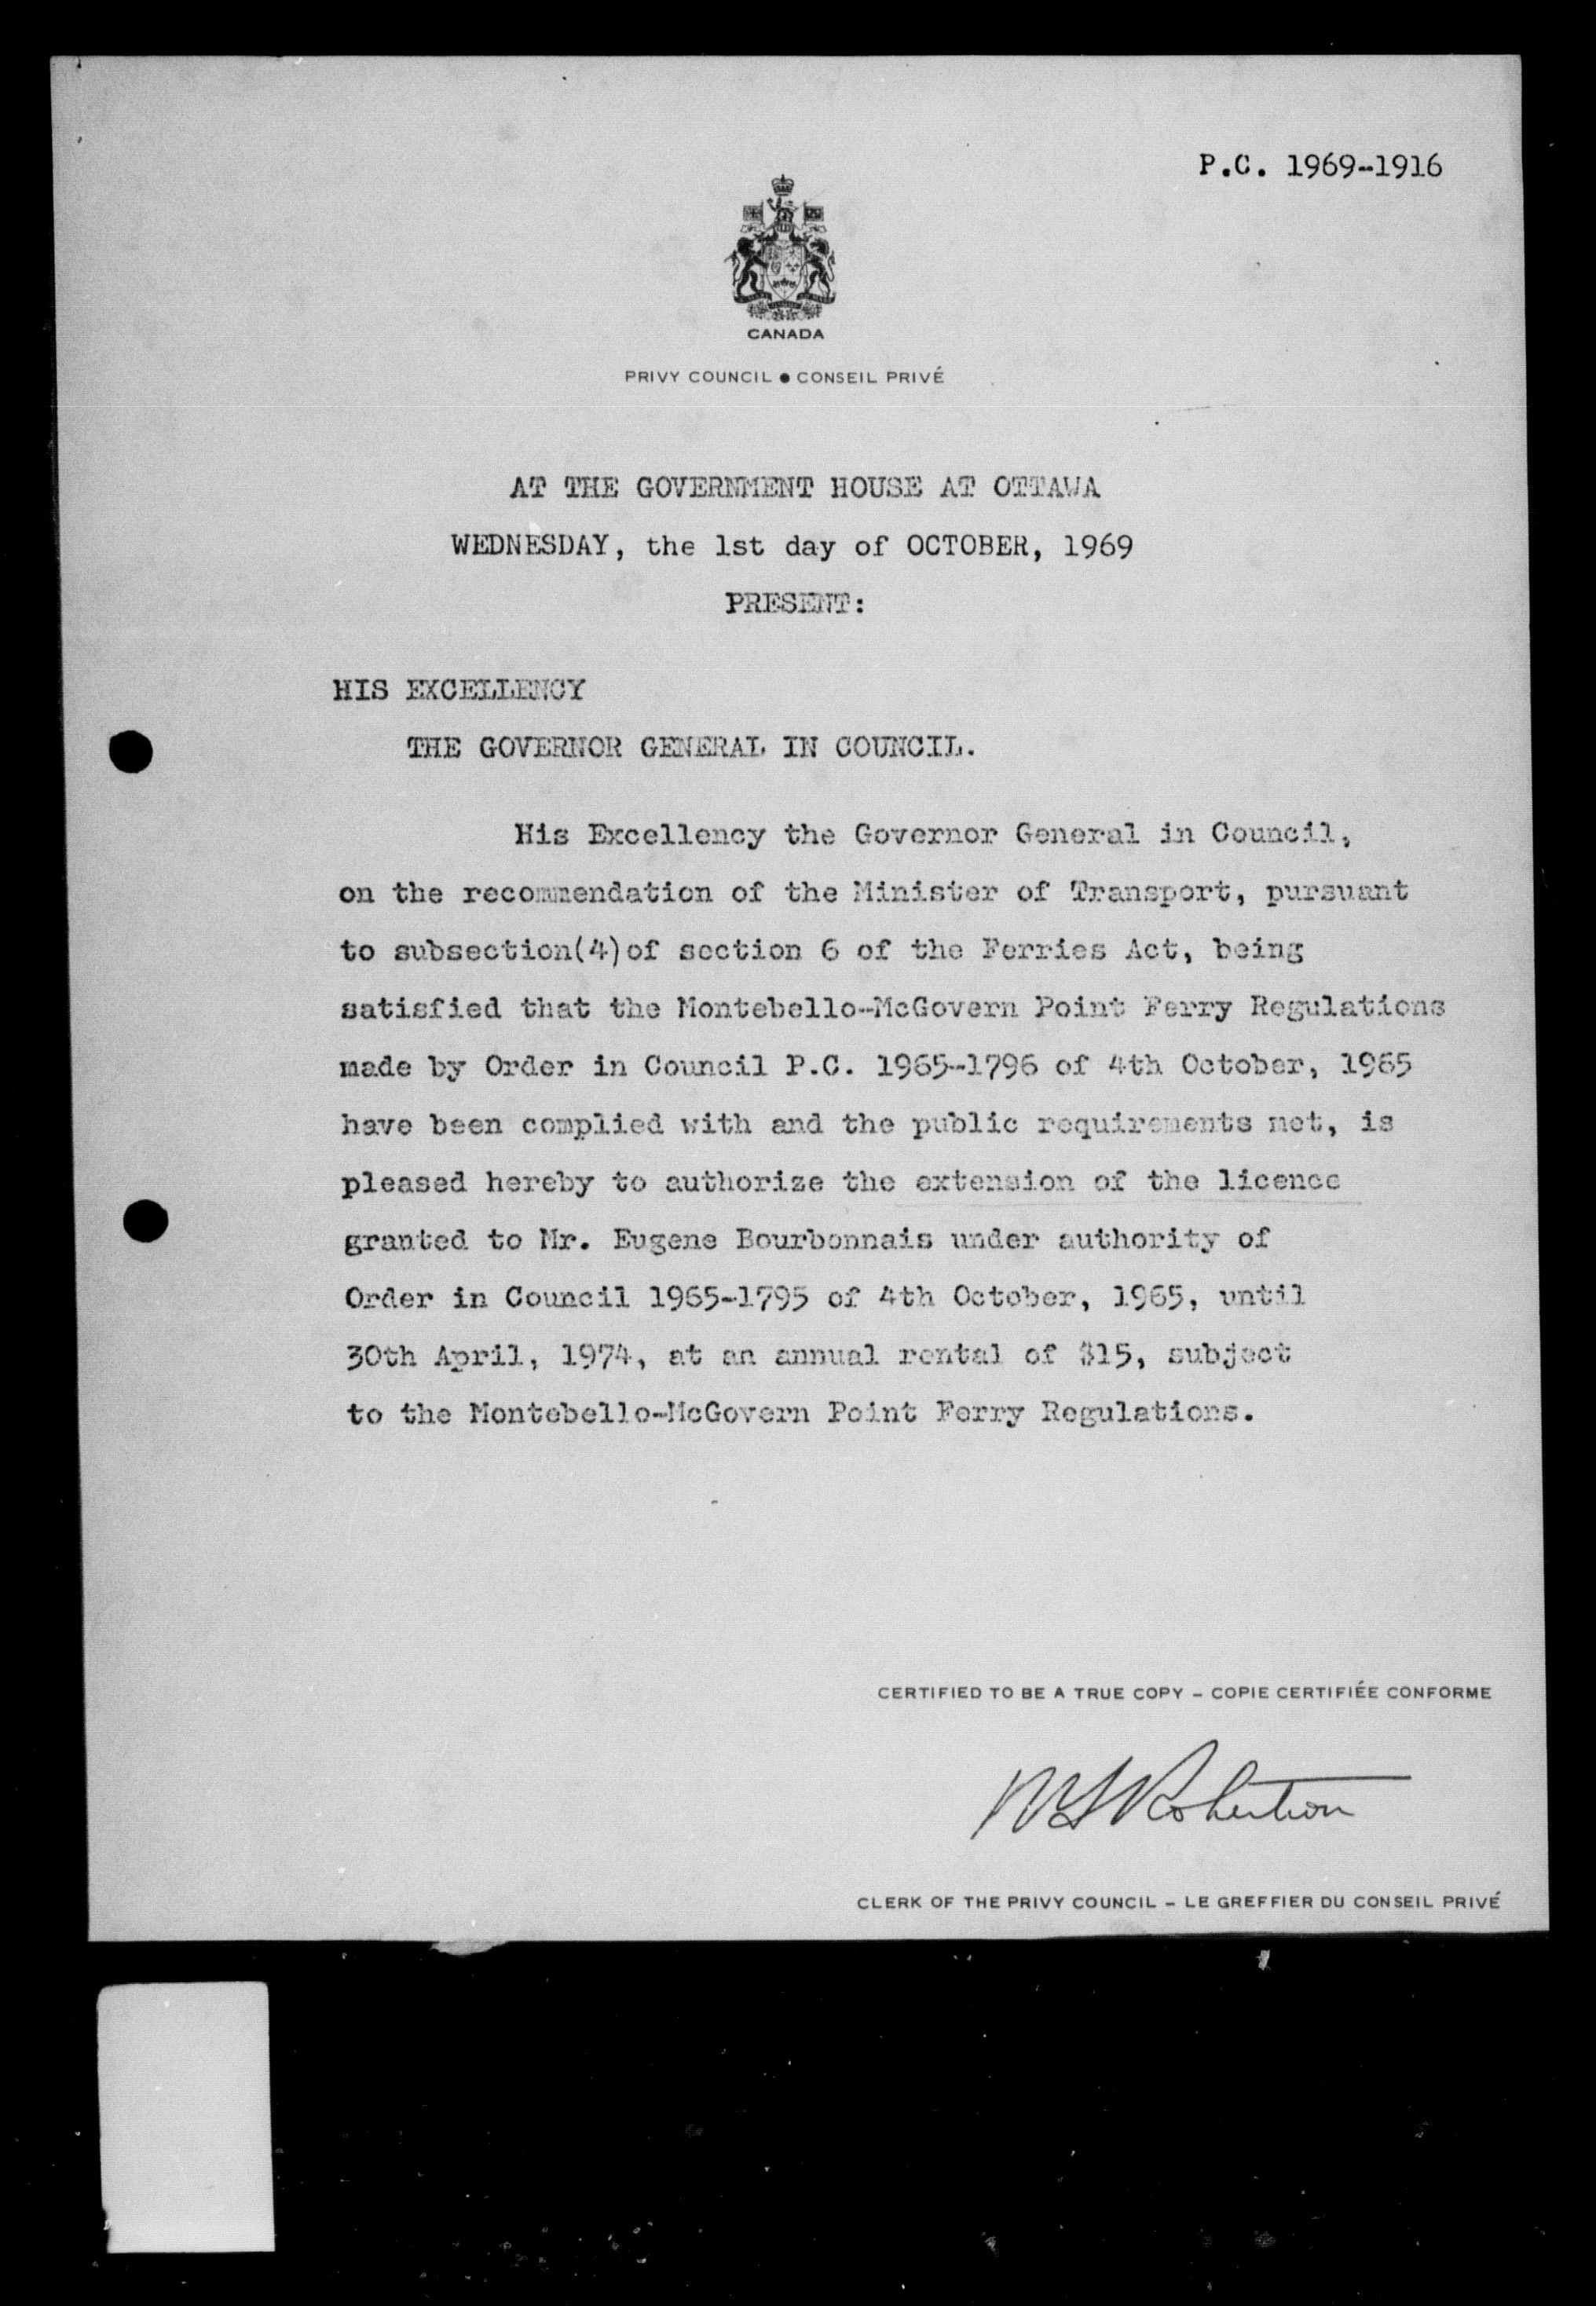 P.C. 1969-1916
CANADA
PRIVY COUNCIL ● CONSEIL PRIVÉ
AT THE GOVERNMENT HOUSE AT OTTAWA
WEDNESDAY, the 1st day of OCTOBER, 1969
PRESENT:
HIS EXCELLENCY
THE GOVERNOR GENERAL IN COUNCIL.
His Excellency the Governor General in Council,
on the recommendation of the Minister of Transport, pursuant
to subsection(4)of section 6 of the Ferries Act, being
satisfied that the Montebello-McGovern Point Ferry Regulations
made by Order in Council P.C. 1965-1796 of 4th October, 1965
have been complied with and the public requirements met, is
pleased hereby to authorize the extension of the licence
granted to Mr. Eugene Bourbonnais under authority of
Order in Council 1965-1795 of 4th October, 1965, until
30th April, 1974, at an annual rental of $15, subject
to the Montebello-McGovern Point Ferry Regulations.
CERTIFIED TO BE A TRUE COPY - COPIE CERTIFIÉE CONFORME
Robertson
CLERK OF THE PRIVY COUNCIL - LE GREFFIER DU CONSEIL PRIVÉ